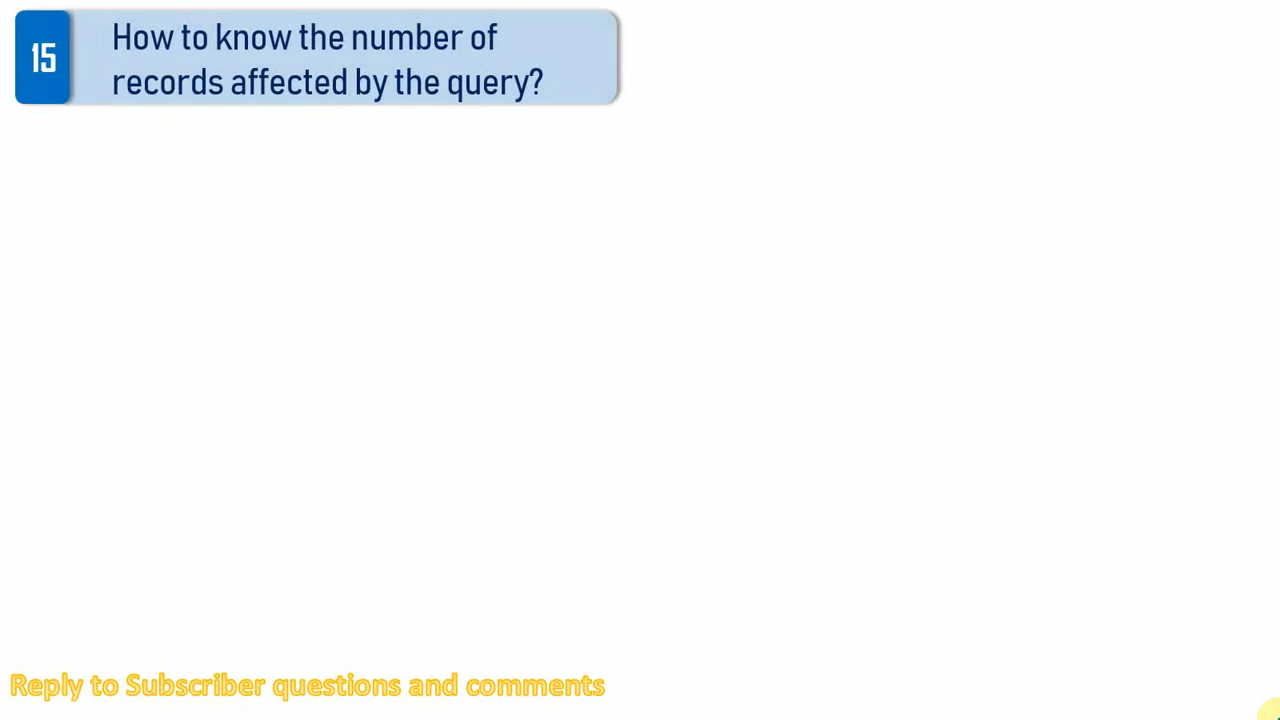 15
How to know the number of
records affected by the query?
Reply to Subscriber questions and comments